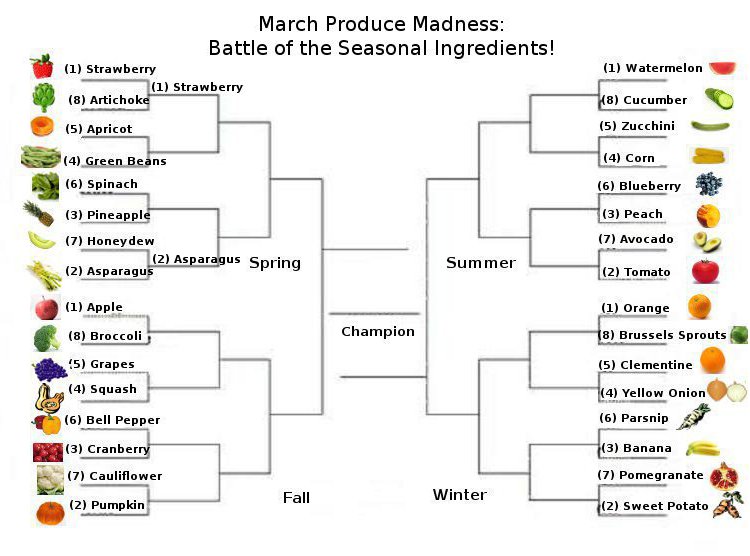 March Produce Madness:
Battle of the Seasonal Ingredients!
(1) Strawberry
(1) Strawberry
(8) Artichoke
(5) Apricot
(4) Green Beans
(6) Spinach
(3) Pineapple
(7) Honeydew
(2) Asparagus
(2) Asparagus
Spring
(1) Apple
(8) Broccoli
(5) Grapes
(4) Squash
(6) Bell Pepper
(3) Cranberry
(7) Cauliflower
(2) Pumpkin
Fall
Champion
(1) Watermelon
(8) Cucumber
(5) Zucchini
(4) Corn
(6) Blueberry
(3) Peach
(7) Avocado
(2) Tomato
Summer
(1) Orange
(8) Brussels Sprouts
(5) Clementine
(4) Yellow Onion
(6) Parsnip
(3) Banana
(7) Pomegranate
(2) Sweet Potato
Winter